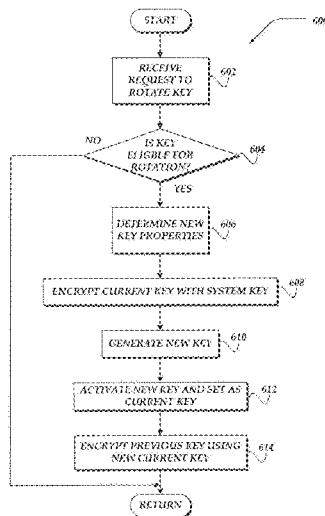 START
600
RECEIVE
REQUEST TO
ROTATE KEY
602
NO
IS KEY
ELIGIBLE FOR
ROTATION?
604
YES
DETERMINE NEW
KEY PROPERTIES
606
ENCRYPT CURRENT KEY WITH SYSTEM KEY
608
GENERATE NEW KEY
610
ACTIVATE NEW KEY AND SET AS
CURRENT KEY
612
ENCRYPT PREVIOUS KEY USING
NEW CURRENT KEY
614
RETURN